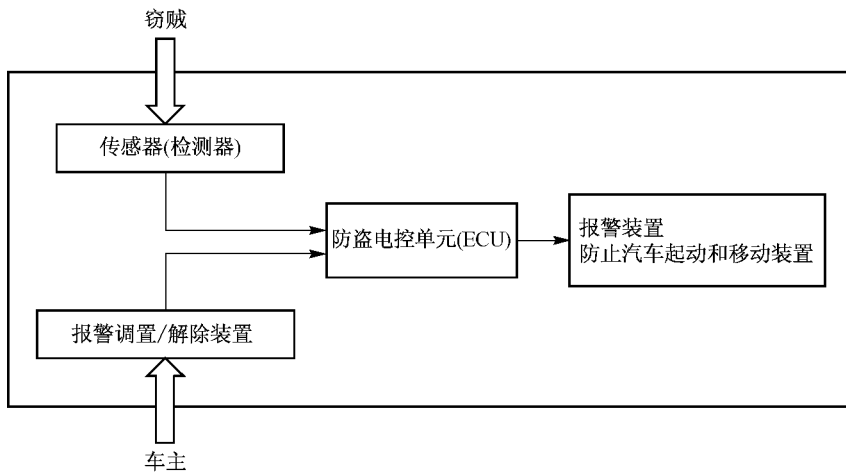 窃贼
传感器(检测器)
防盗电控单元(ECU)
报警装置
防止汽车起动和移动装置
报警调置/解除装置
车主